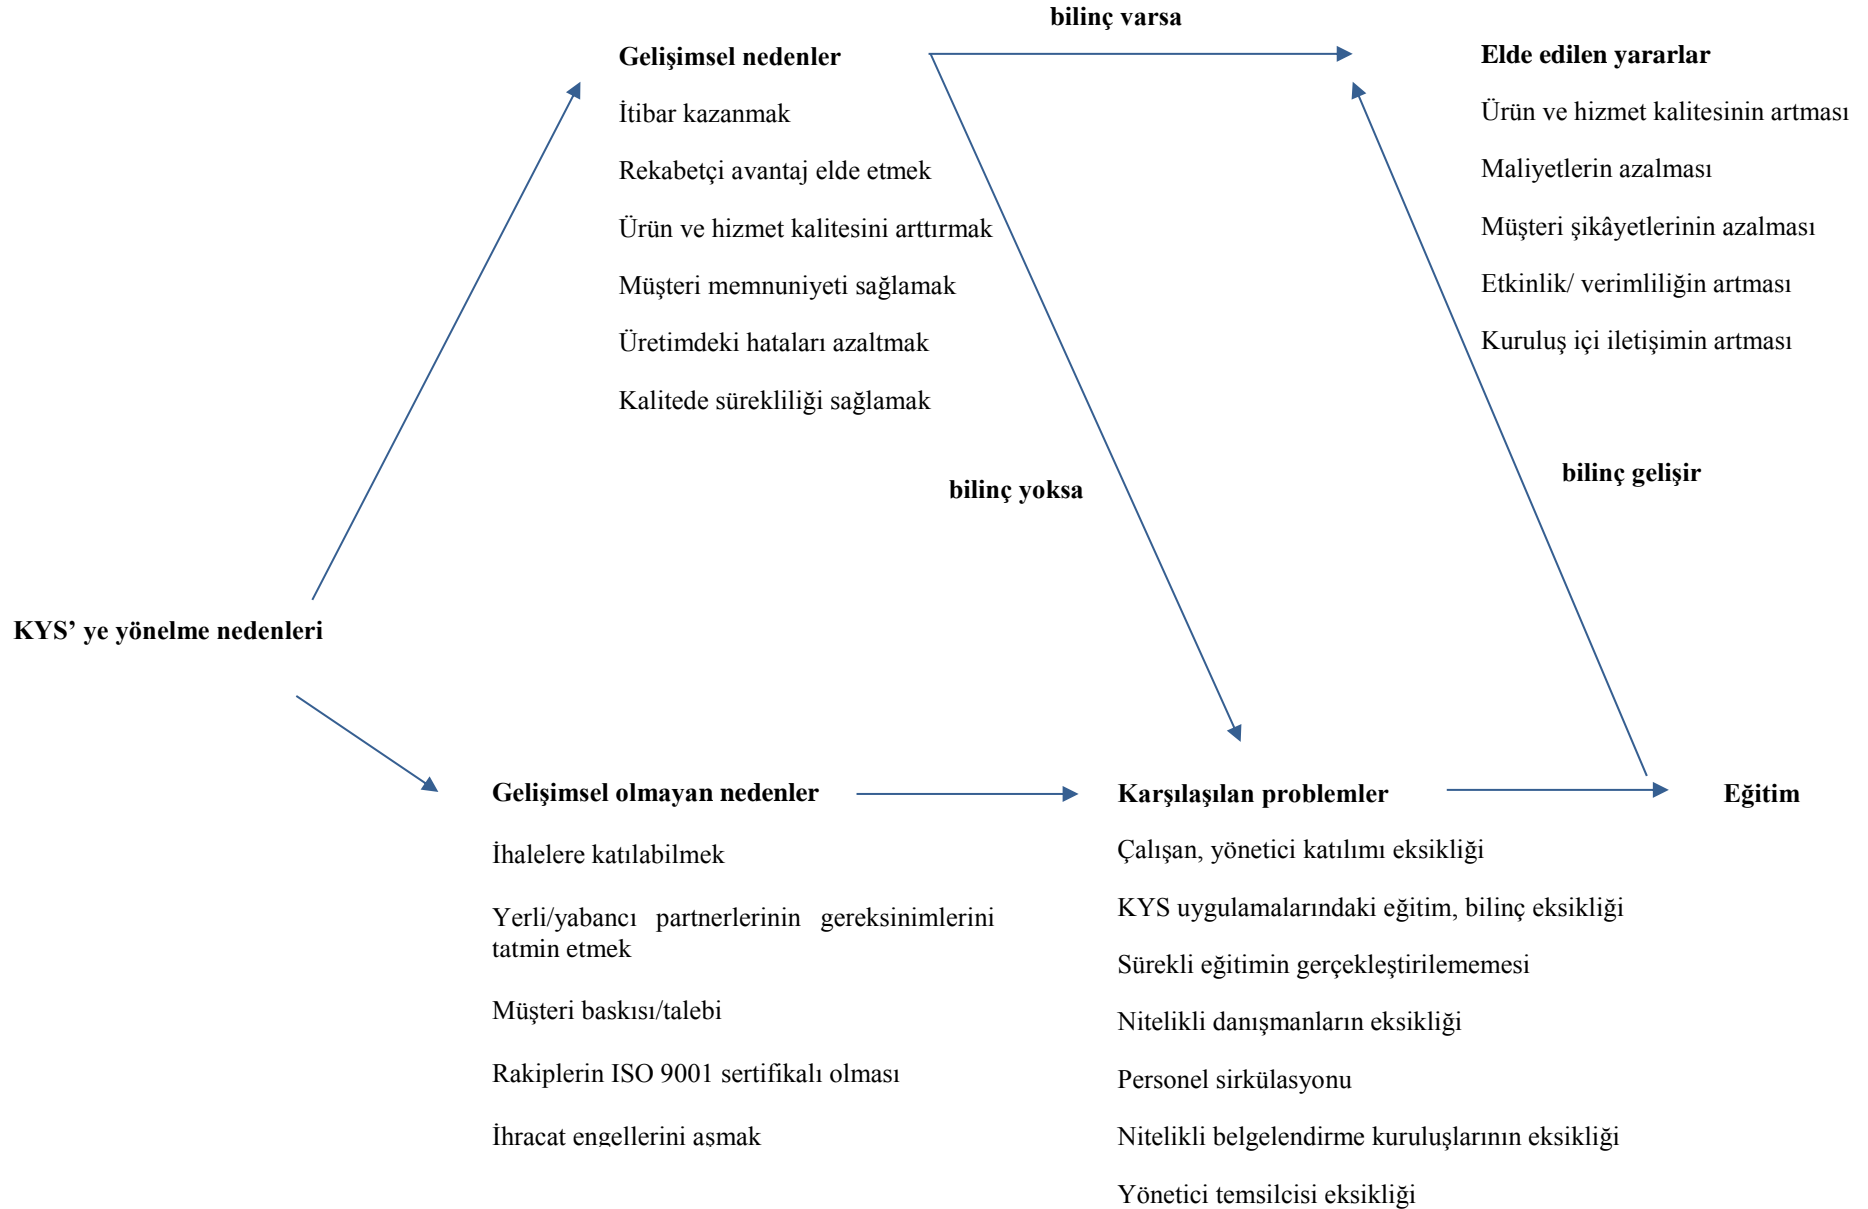 bilinç varsa
Gelişimsel nedenler
İtibar kazanmak
Rekabetçi avantaj elde etmek
Ürün ve hizmet kalitesini arttırmak
Müşteri memnuniyeti sağlamak
Üretimdeki hataları azaltmak
Kalitede sürekliliği sağlamak
Elde edilen yararlar
Ürün ve hizmet kalitesinin artması
Maliyetlerin azalması
Müşteri şikâyetlerinin azalması
Etkinlik/ verimliliğin artması
Kuruluş içi iletişimin artması
bilinç yoksa
bilinç gelişir
KYS’ ye yönelme nedenleri
Gelişimsel olmayan nedenler
İhalelere katılabilmek
Yerli/yabancı partnerlerinin gereksinimlerini
tatmin etmek
Müşteri baskısı/talebi
Rakiplerin ISO 9001 sertifikalı olması
İhracat engellerini aşmak
Karşılaşılan problemler
Çalışan, yönetici katılımı eksikliği
KYS uygulamalarındaki eğitim, bilinç eksikliği
Sürekli eğitimin gerçekleştirilememesi
Nitelikli danışmanların eksikliği
Personel sirkülasyonu
Nitelikli belgelendirme kuruluşlarının eksikliği
Yönetici temsilcisi eksikliği
Eğitim